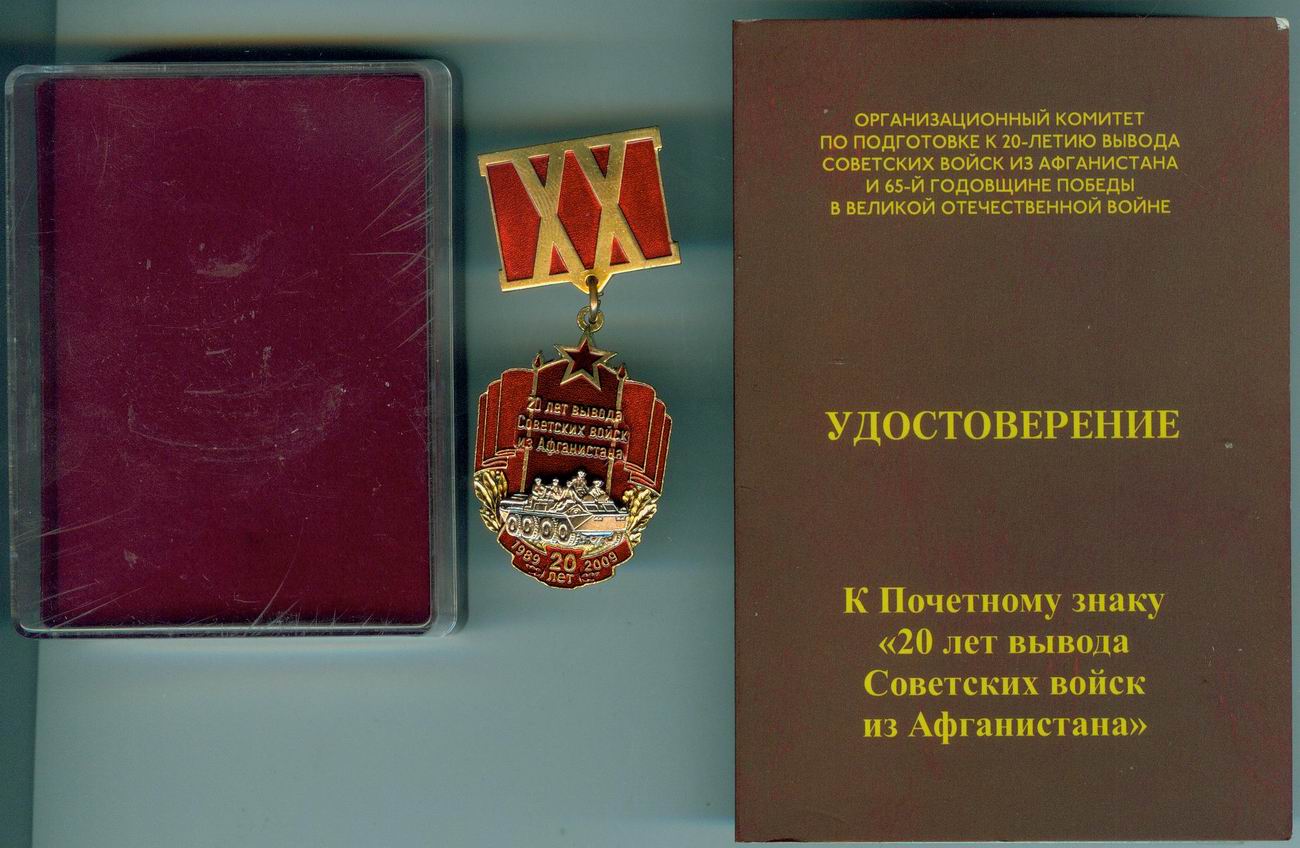 XX
20 лет вывода
Советских войск
из Афганистана
1989 20 2009
лет
ОРГАНИЗАЦИОННЫЙ КОМИТЕТ
ПО ПОДГОТОВКЕ К 20-ЛЕТИЮ ВЫВОДА
СОВЕТСКИХ ВОЙСК ИЗ АФГАНИСТАНА
И 65-Й ГОДОВЩИНЕ ПОБЕДЫ
В ВЕЛИКОЙ ОТЕЧЕСТВЕННОЙ ВОЙНЕ
УДОСТОВЕРЕНИЕ
К Почетному знаку
«20 лет вывода
Советских войск
из Афганистана»